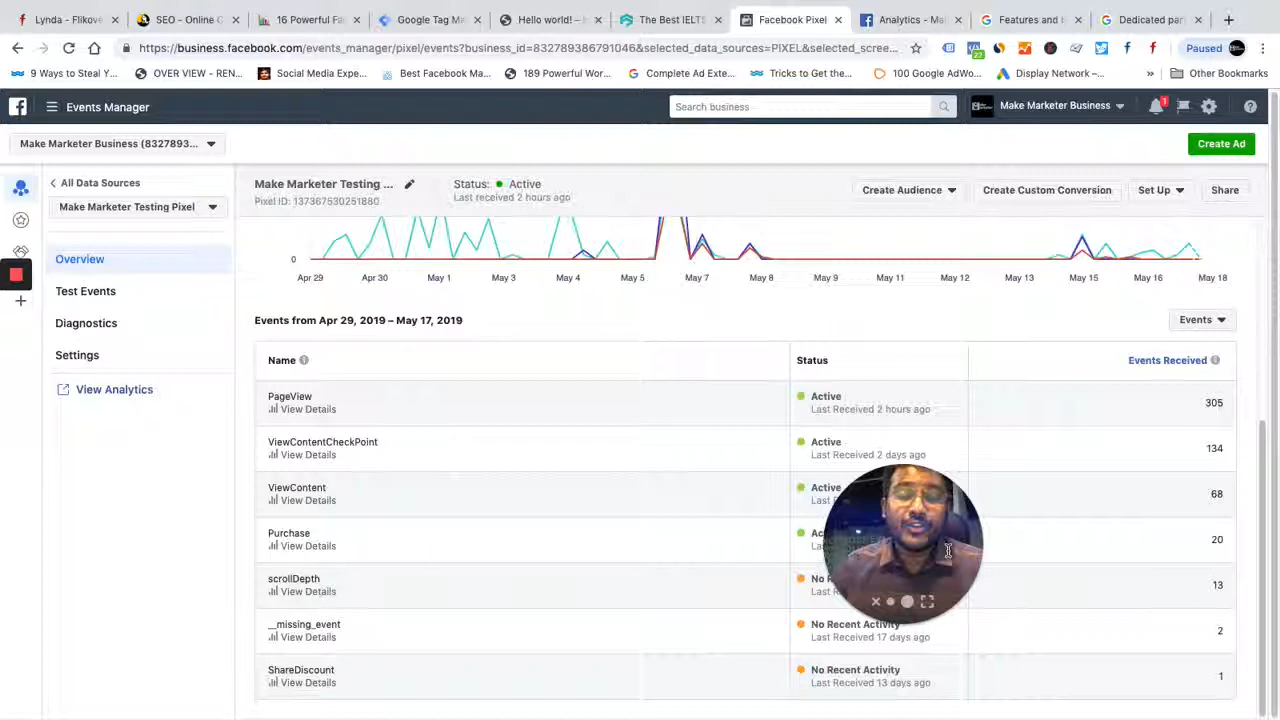 Lynda – Flikove
SEO - Online C
16 Powerful Fa
Google Tag Ma
Hello world! –
The Best IELTS
Facebook Pixel
Analytics - Ma
Features and b
Dedicated par
https://business.facebook.com/events_manager/pixel/events?business_id=832789386791046&selected_data_sources=PIXEL&selected_scree...
22
Paused
9 Ways to Steal Y...
OVER VIEW - REN...
Social Media Expe...
Best Facebook Ma...
189 Powerful Wor...
Complete Ad Exte...
Tricks to Get the...
100 Google AdWo...
Display Network –...
Other Bookmarks
Events Manager
Search business
Make Marketer Business
1
Make Marketer Business (8327893...
Create Ad
All Data Sources
Make Marketer Testing Pixel
Make Marketer Testing ...
Pixel ID: 137367530251880
Status: Active
Last received 2 hours ago
Create Audience
Create Custom Conversion
Set Up
Share
Overview
Test Events
Diagnostics
Settings
View Analytics
0
Apr 29
Apr 30
May 1
May 3
May 4
May 5
May 7
May 8
May 9
May 11
May 12
May 13
May 15
May 16
May 18
Events from Apr 29, 2019 – May 17, 2019
Events
Name
Status
Events Received
PageView
View Details
Active
Last Received 2 hours ago
305
ViewContentCheckPoint
View Details
Active
Last Received 2 days ago
134
ViewContent
View Details
Active
68
Purchase
View Details
20
scrollDepth
View Details
No
13
__missing_event
View Details
No Recent Activity
Last Received 17 days ago
2
ShareDiscount
View Details
No Recent Activity
Last Received 13 days ago
1